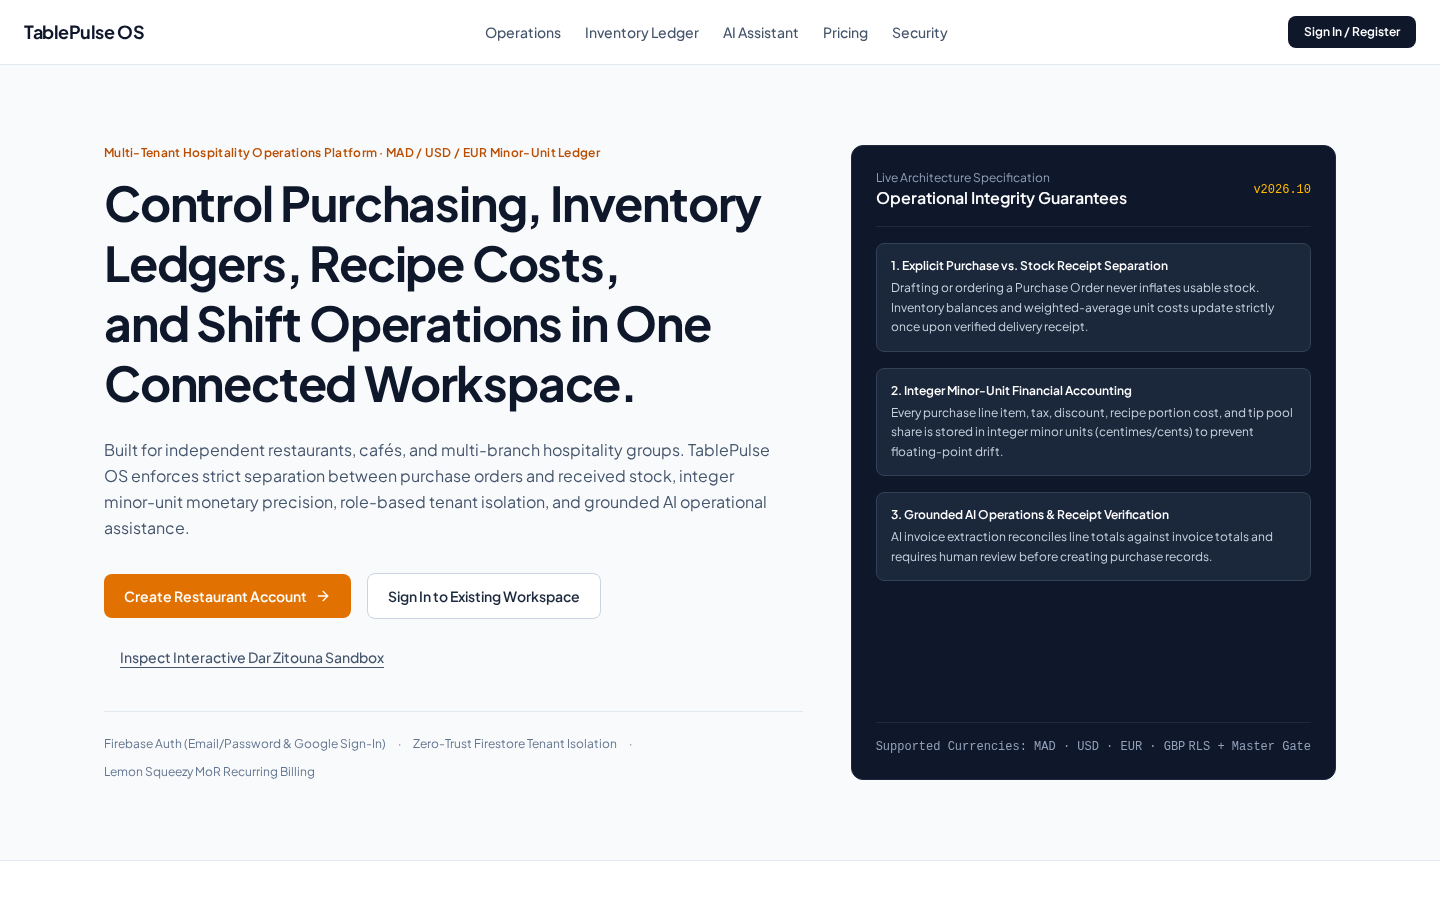 TablePulse OS
Operations
Inventory Ledger
AI Assistant
Pricing
Security
Sign In / Register
Multi-Tenant Hospitality Operations Platform · MAD / USD / EUR Minor-Unit Ledger
Control Purchasing, Inventory
Ledgers, Recipe Costs,
and Shift Operations in One
Connected Workspace.
Built for independent restaurants, cafés, and multi-branch hospitality groups. TablePulse
OS enforces strict separation between purchase orders and received stock, integer
minor-unit monetary precision, role-based tenant isolation, and grounded AI operational
assistance.
Create Restaurant Account →
Sign In to Existing Workspace
Inspect Interactive Dar Zitouna Sandbox
Firebase Auth (Email/Password & Google Sign-In) · Zero-Trust Firestore Tenant Isolation ·
Lemon Squeezy MoR Recurring Billing
Live Architecture Specification
Operational Integrity Guarantees
v2026.10
1. Explicit Purchase vs. Stock Receipt Separation
Drafting or ordering a Purchase Order never inflates usable stock.
Inventory balances and weighted-average unit costs update strictly
once upon verified delivery receipt.
2. Integer Minor-Unit Financial Accounting
Every purchase line item, tax, discount, recipe portion cost, and tip pool
share is stored in integer minor units (centimes/cents) to prevent
floating-point drift.
3. Grounded AI Operations & Receipt Verification
AI invoice extraction reconciles line totals against invoice totals and
requires human review before creating purchase records.
Supported Currencies: MAD · USD · EUR · GBP
RLS + Master Gate